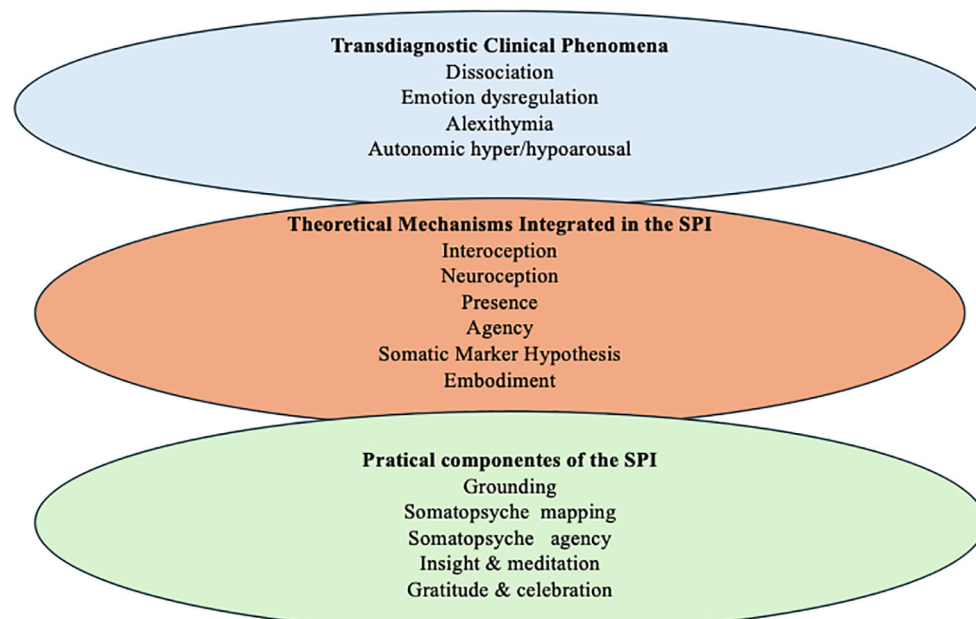 Transdiagnostic Clinical Phenomena
Dissociation
Emotion dysregulation
Alexithymia
Autonomic hyper/hypoarousal
Theoretical Mechanisms Integrated in the SPI
Interoception
Neuroception
Presence
Agency
Somatic Marker Hypothesis
Embodiment
Pratical componentes of the SPI
Grounding
Somatopsyche mapping
Somatopsyche agency
Insight & meditation
Gratitude & celebration